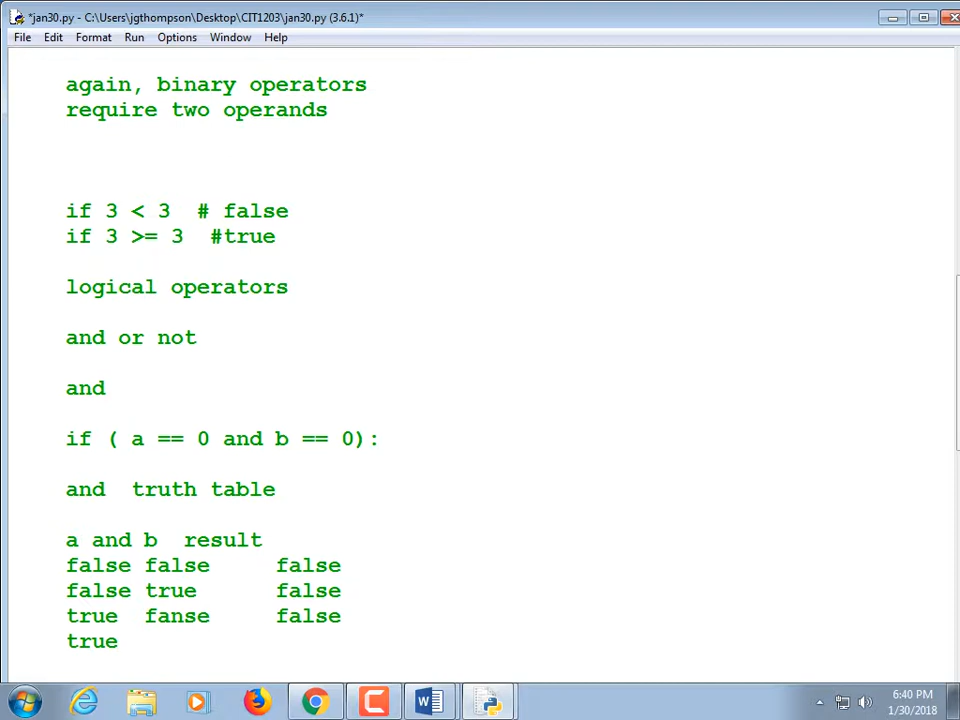 *jan30.py - C:\Users\jgthompson\Desktop\CIT1203\jan30.py (3.6.1)*
File Edit Format Run Options Window Help
again, binary operators
require two operands
if 3 < 3  # false
if 3 >= 3  #true
logical operators
and or not
and
if ( a == 0 and b == 0):
and  truth table
a and b  result
false false     false
false true      false
true  fanse     false
true
6:40 PM
1/30/2018